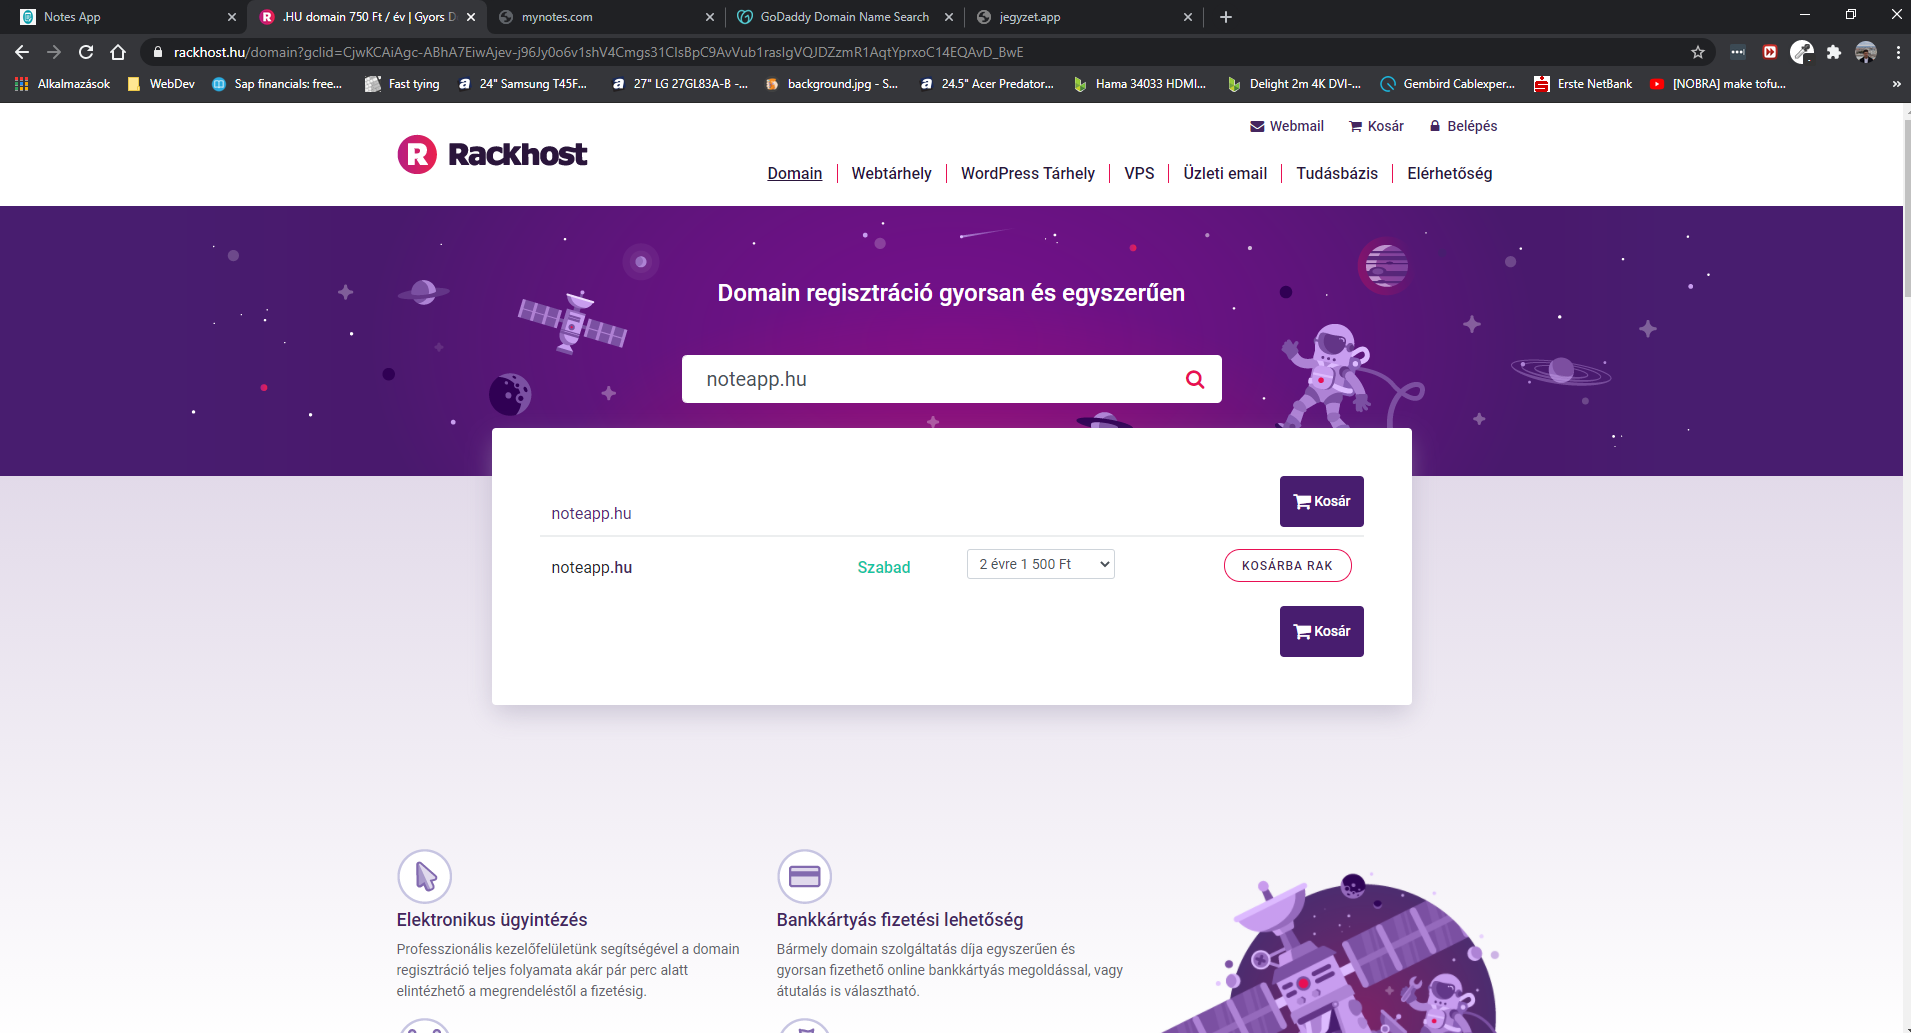 Notes App
.HU domain 750 Ft / év | Gyors D
mynotes.com
GoDaddy Domain Name Search
jegyzet.app
rackhost.hu/domain?gclid=CjwKCAiAgc-ABhA7EiwAjev-j96Jy0o6v1shV4Cmgs31CIsBpC9AvVub1raslgVQJDZzmR1AqtYprxoC14EQAvD_BwE
Alkalmazások
WebDev
Sap financials: free...
Fast tying
24" Samsung T45F...
27" LG 27GL83A-B -...
background.jpg - S...
24.5" Acer Predator...
Hama 34033 HDMI...
Delight 2m 4K DVI-...
Gembird Cablexper...
Erste NetBank
[NOBRA] make tofu...
Webmail
Kosár
Belépés
R Rackhost
Domain
Webtárhely
WordPress Tárhely
VPS
Üzleti email
Tudásbázis
Elérhetőség
Domain regisztráció gyorsan és egyszerűen
noteapp.hu
Kosár
noteapp.hu
noteapp.hu
Szabad
2 évre 1 500 Ft
KOSÁRBA RAK
Kosár
Elektronikus ügyintézés
Professzionális kezelőfelületünk segítségével a domain
regisztráció teljes folyamata akár pár perc alatt
elintézhető a megrendeléstől a fizetésig.
Bankkártyás fizetési lehetőség
Bármely domain szolgáltatás díja egyszerűen és
gyorsan fizethető online bankkártyás megoldással, vagy
átutalás is választható.